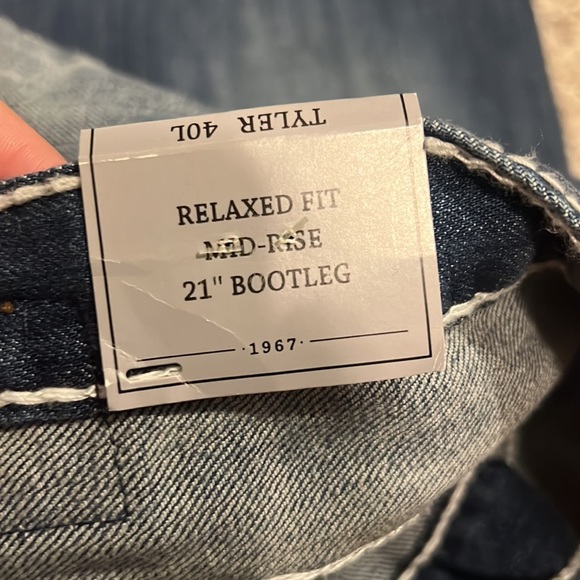 TYLER 40L
RELAXED FIT
MID-RISE
21" BOOTLEG
·1967·